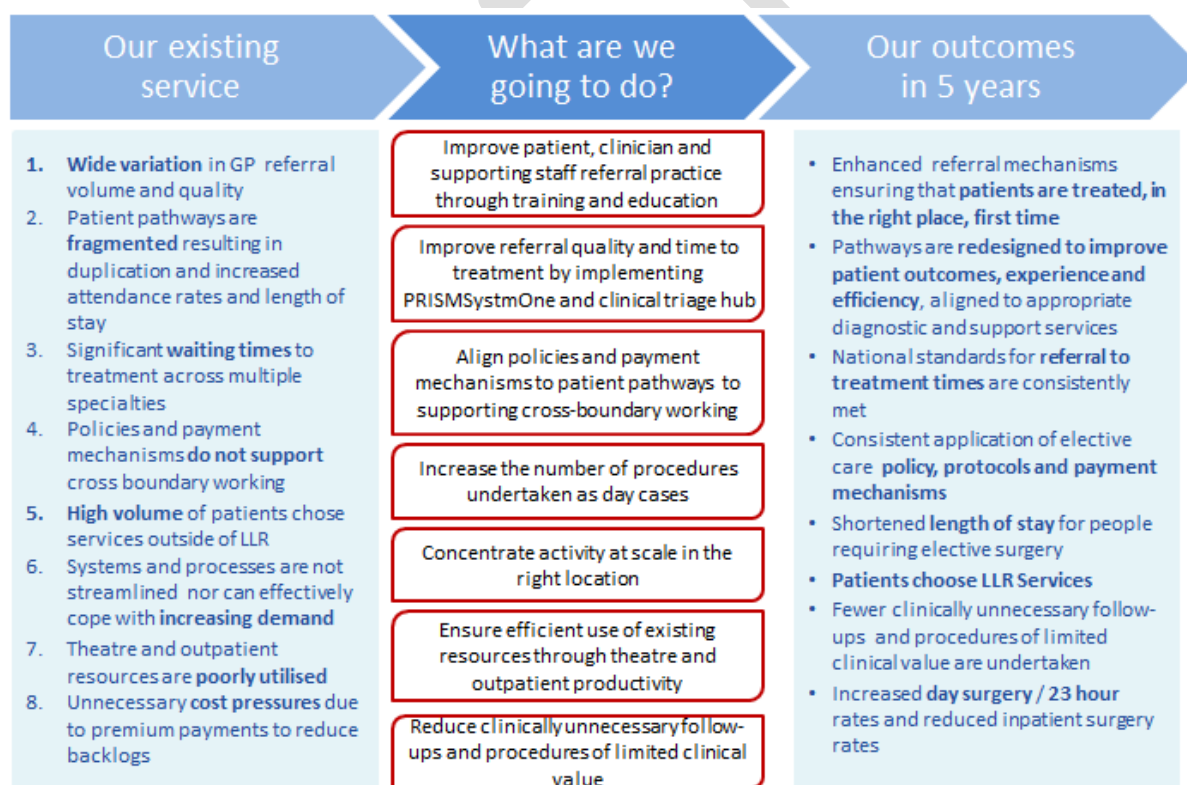 Our existing
service
What are we
going to do?
Our outcomes
in 5 years
1. Wide variation in GP referral
volume and quality
2. Patient pathways are
fragmented resulting in
duplication and increased
attendance rates and length of
stay
3. Significant waiting times to
treatment across multiple
specialties
4. Policies and payment
mechanisms do not support
cross boundary working
5. High volume of patients chose
services outside of LLR
6. Systems and processes are not
streamlined nor can effectively
cope with increasing demand
7. Theatre and outpatient
resources are poorly utilised
8. Unnecessary cost pressures due
to premium payments to reduce
backlogs
Improve patient, clinician and
supporting staff referral practice
through training and education
Improve referral quality and time to
treatment by implementing
PRISMSystmOne and clinical triage hub
Align policies and payment
mechanisms to patient pathways to
supporting cross-boundary working
Increase the number of procedures
undertaken as day cases
Concentrate activity at scale in the
right location
Ensure efficient use of existing
resources through theatre and
outpatient productivity
Reduce clinically unnecessary follow-
ups and procedures of limited clinical
value
• Enhanced referral mechanisms
ensuring that patients are treated, in
the right place, first time
• Pathways are redesigned to improve
patient outcomes, experience and
efficiency, aligned to appropriate
diagnostic and support services
• National standards for referral to
treatment times are consistently
met
• Consistent application of elective
care policy, protocols and payment
mechanisms
• Shortened length of stay for people
requiring elective surgery
• Patients choose LLR Services
• Fewer clinically unnecessary follow-
ups and procedures of limited
clinical value are undertaken
• Increased day surgery / 23 hour
rates and reduced inpatient surgery
rates